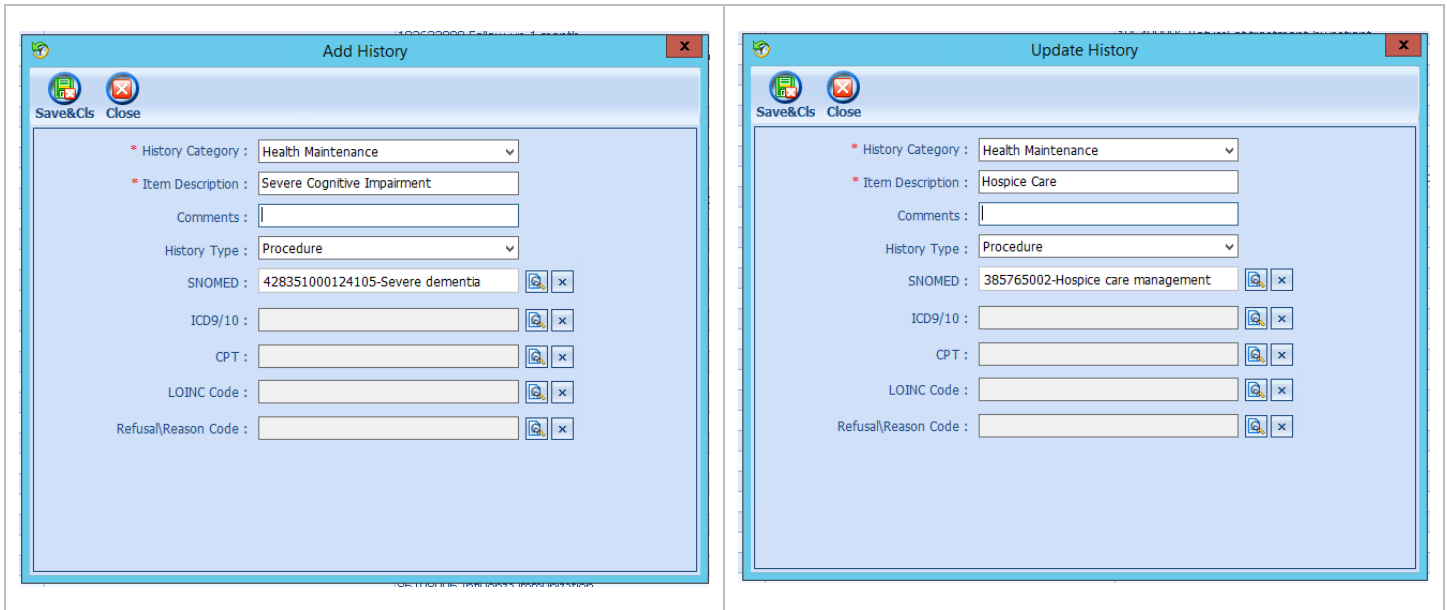 Add History
x
Save&Cls Close
* History Category : Health Maintenance
* Item Description : Severe Cognitive Impairment
Comments :
History Type : Procedure
SNOMED : 428351000124105-Severe dementia
ICD9/10 :
CPT :
LOINC Code :
Refusal\Reason Code :
Update History
x
Save&Cls Close
* History Category : Health Maintenance
* Item Description : Hospice Care
Comments :
History Type : Procedure
SNOMED : 385765002-Hospice care management
ICD9/10 :
CPT :
LOINC Code :
Refusal\Reason Code :